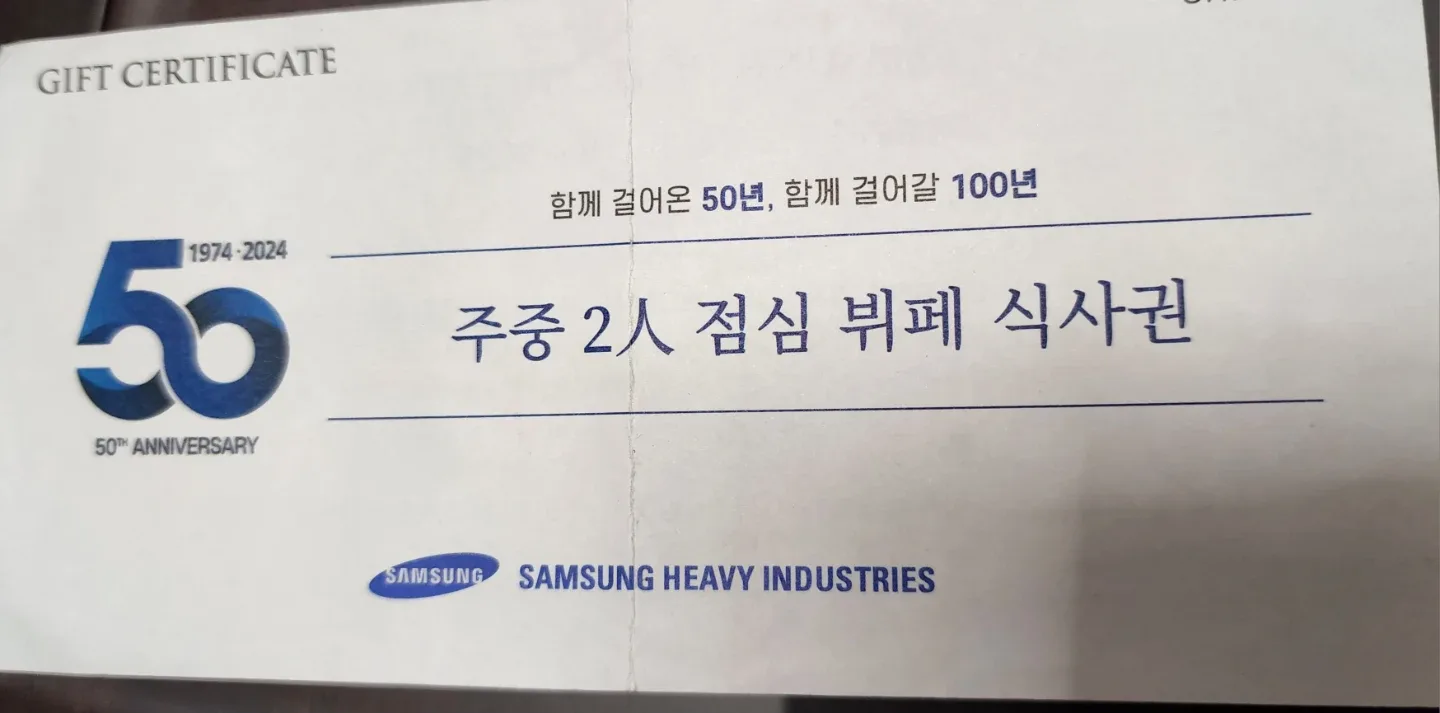 GIFT CERTIFICATE
함께 걸어온 50년, 함께 걸어갈 100년
1974·2024
50
주중 2人 점심 뷔페 식사권
50TH ANNIVERSARY
SAMSUNG SAMSUNG HEAVY INDUSTRIES